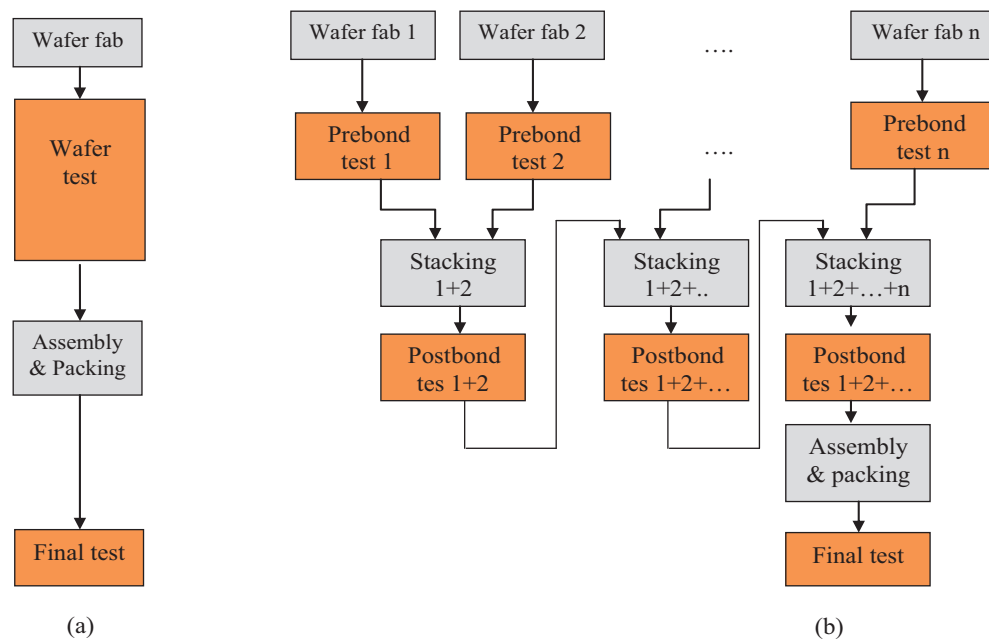 Wafer fab
Wafer
test
Assembly
& Packing
Final test
(a)
Wafer fab 1
Wafer fab 2
....
Wafer fab n
Prebond
test 1
Prebond
test 2
....
Prebond
test n
Stacking
1+2
Stacking
1+2+..
Stacking
1+2+…+n
Postbond
tes 1+2
Postbond
tes 1+2+…
Postbond
tes 1+2+…
Assembly
& packing
Final test
(b)